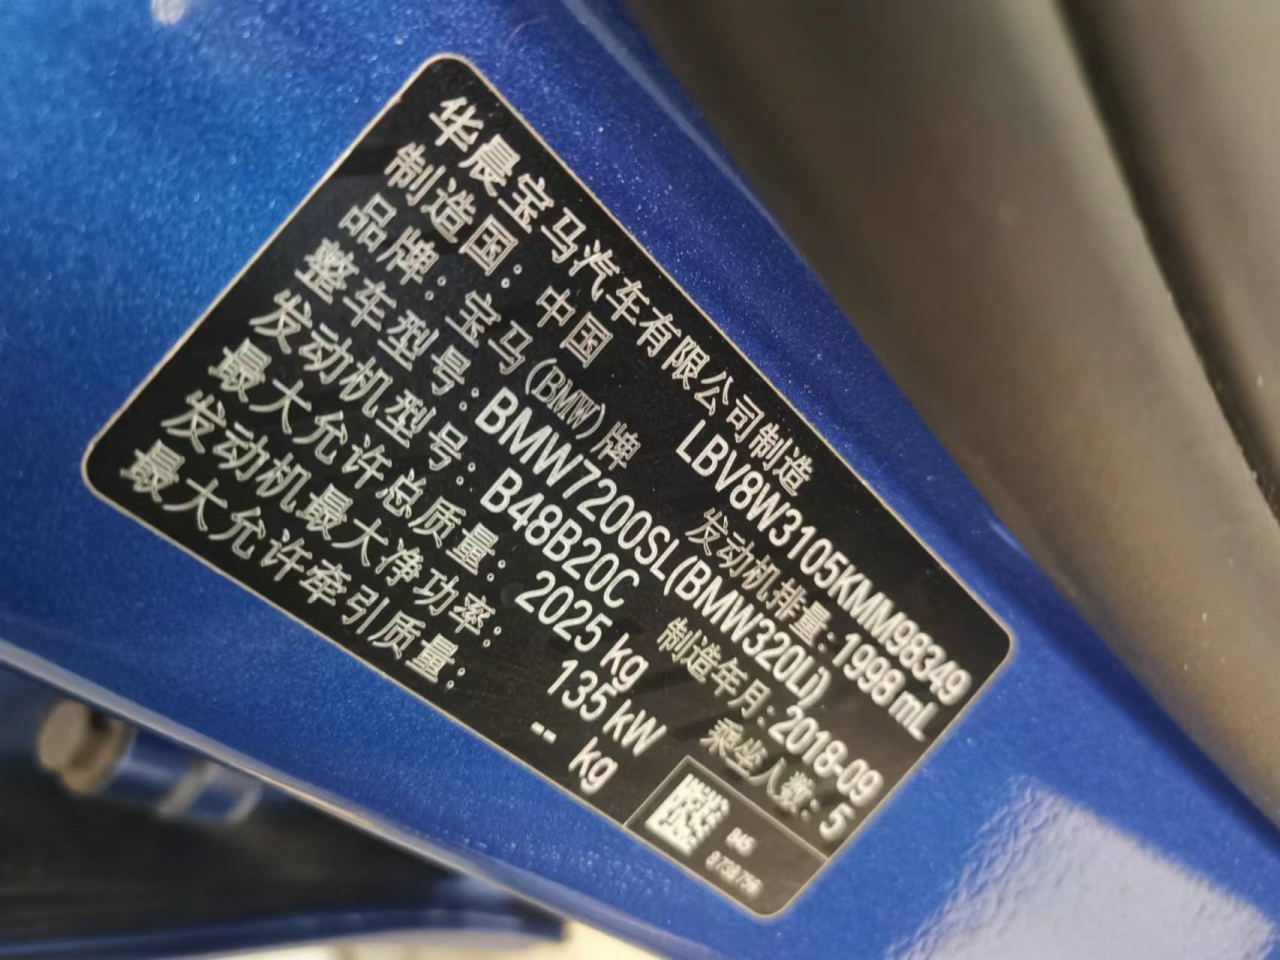 华晨宝马汽车有限公司制造
制造国：中国 LBV8W3105KMM98349
品牌：宝马(BMW)牌 发动机排量：1998 mL
整车型号：BMW7200SL(BMW320Li)
发动机型号：B48B20C 制造年月：2018-09
最大允许总质量：2025 kg 乘坐人数：5
发动机最大净功率：135 kW
最大允许牵引质量：-- kg